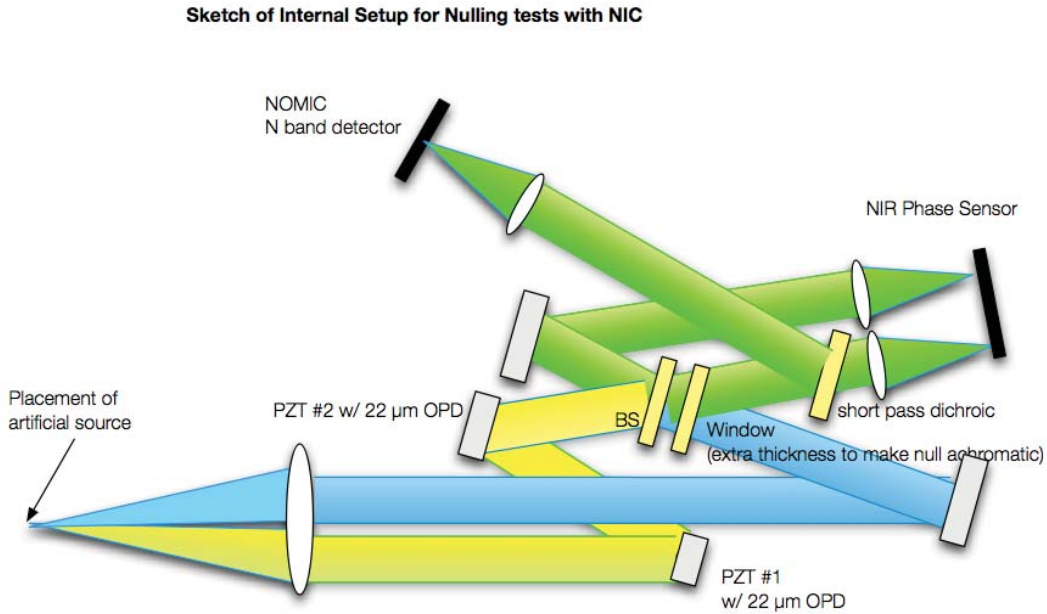 Sketch of Internal Setup for Nulling tests with NIC
NOMIC
N band detector
NIR Phase Sensor
Placement of
artificial source
PZT #2 w/ 22 µm OPD
BS
short pass dichroic
Window
(extra thickness to make null achromatic)
PZT #1
w/ 22 µm OPD